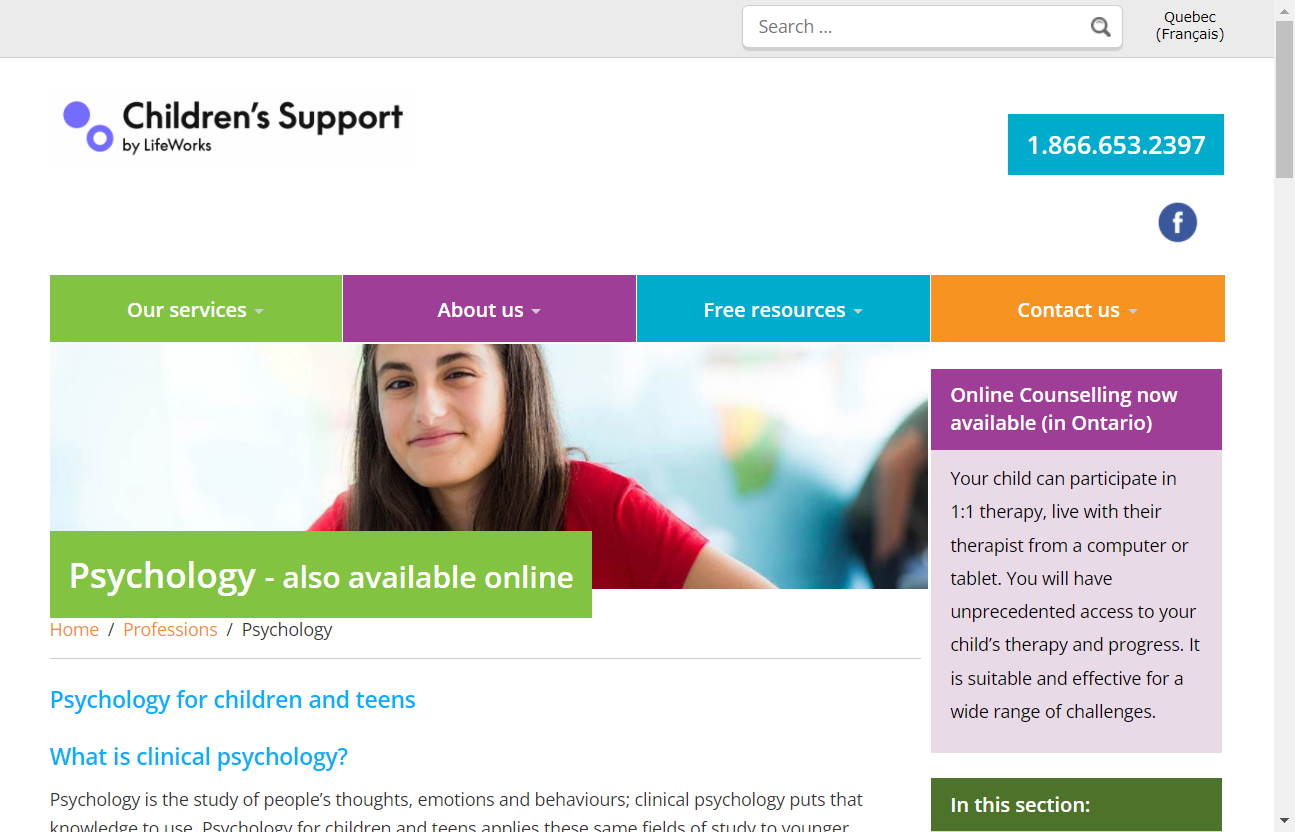 Search ...
Quebec
(Français)
Children's Support
by LifeWorks
1.866.653.2397
f
Our services
About us
Free resources
Contact us
Psychology - also available online
Home / Professions / Psychology
Psychology for children and teens
What is clinical psychology?
Psychology is the study of people’s thoughts, emotions and behaviours; clinical psychology puts that
knowledge to use. Psychology for children and teens applies these same fields of study to younger
Online Counselling now
available (in Ontario)
Your child can participate in
1:1 therapy, live with their
therapist from a computer or
tablet. You will have
unprecedented access to your
child’s therapy and progress. It
is suitable and effective for a
wide range of challenges.
In this section: